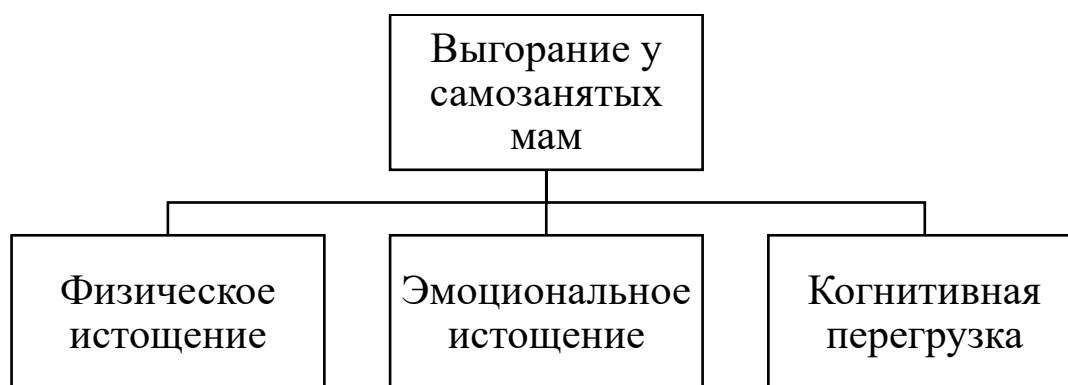 Выгорание у
самозанятых
мам
Физическое
истощение
Эмоциональное
истощение
Когнитивная
перегрузка